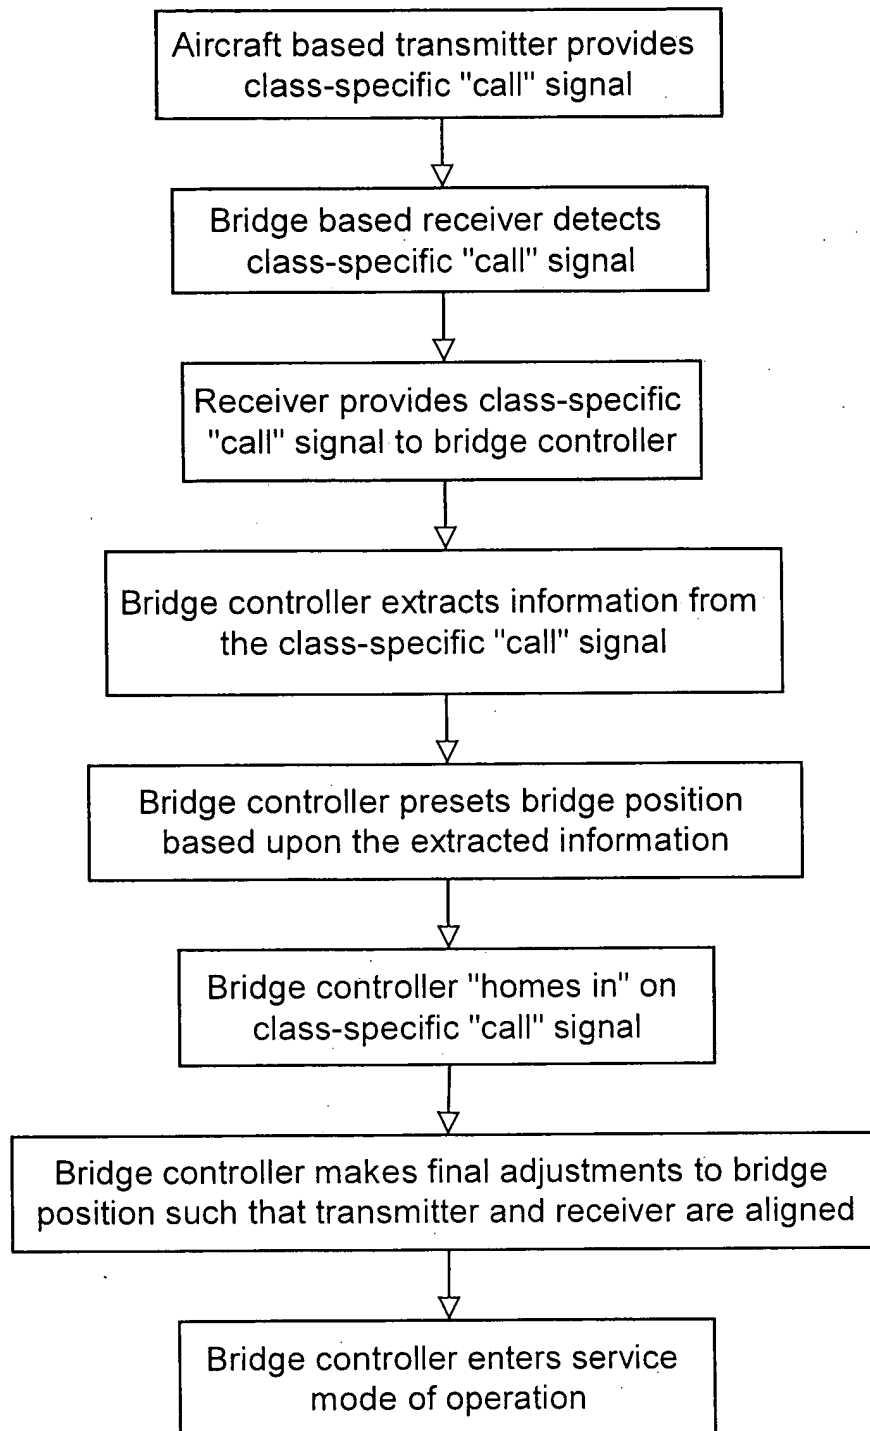 Aircraft based transmitter provides
class-specific "call" signal
Bridge based receiver detects
class-specific "call" signal
Receiver provides class-specific
"call" signal to bridge controller
Bridge controller extracts information from
the class-specific "call" signal
Bridge controller presets bridge position
based upon the extracted information
Bridge controller "homes in" on
class-specific "call" signal
Bridge controller makes final adjustments to bridge
position such that transmitter and receiver are aligned
Bridge controller enters service
mode of operation